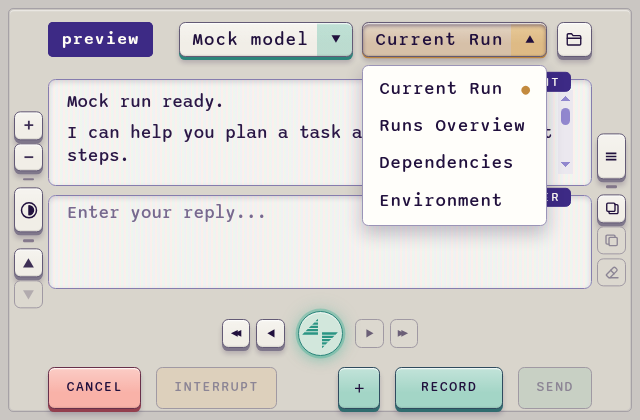 preview
Mock model
Current Run
Mock run ready.
I can help you plan a task
steps.
Current Run
Runs Overview
Dependencies
Environment
Enter your reply...
CANCEL
INTERRUPT
+
RECORD
SEND